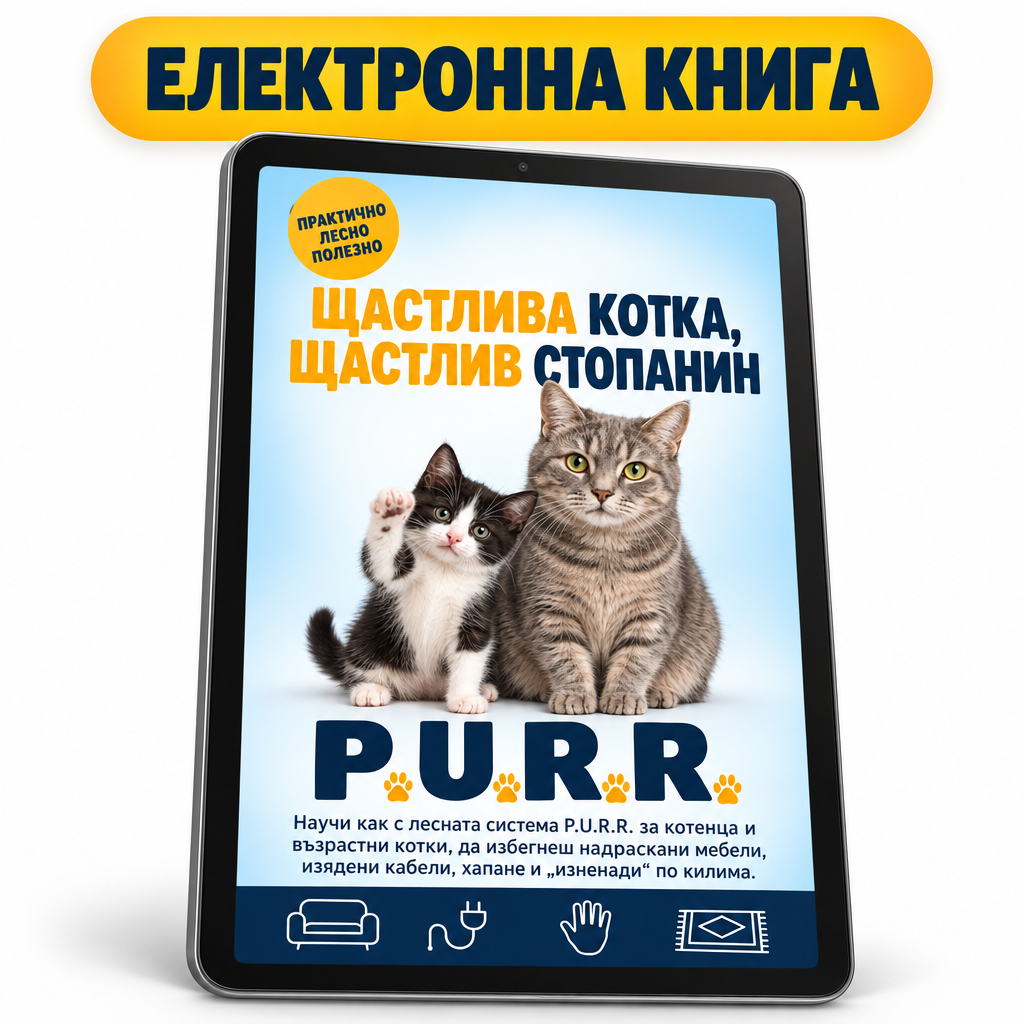 ЕЛЕКТРОННА КНИГА
ПРАКТИЧНО
ЛЕСНО
ПОЛЕЗНО
ЩАСТЛИВА КОТКА,
ЩАСТЛИВ СТОПАНИН
P.U.R.R.
Научи как с лесната система P.U.R.R. за котенца и
възрастни котки, да избегнеш надраскани мебели,
изядени кабели, хапане и „изненади“ по килима.